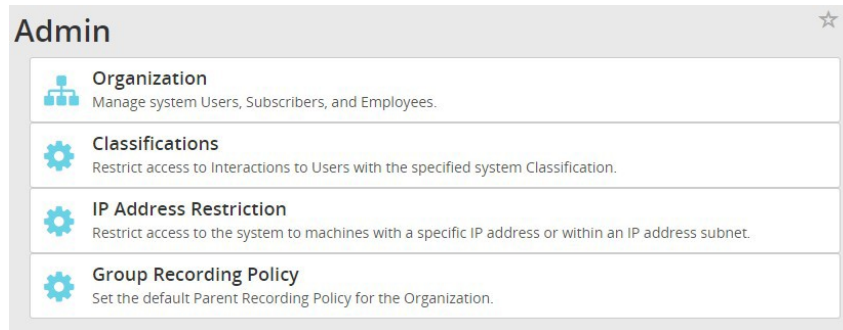 Admin
Organization
Manage system Users, Subscribers, and Employees.
Classifications
Restrict access to Interactions to Users with the specified system Classification.
IP Address Restriction
Restrict access to the system to machines with a specific IP address or within an IP address subnet.
Group Recording Policy
Set the default Parent Recording Policy for the Organization.